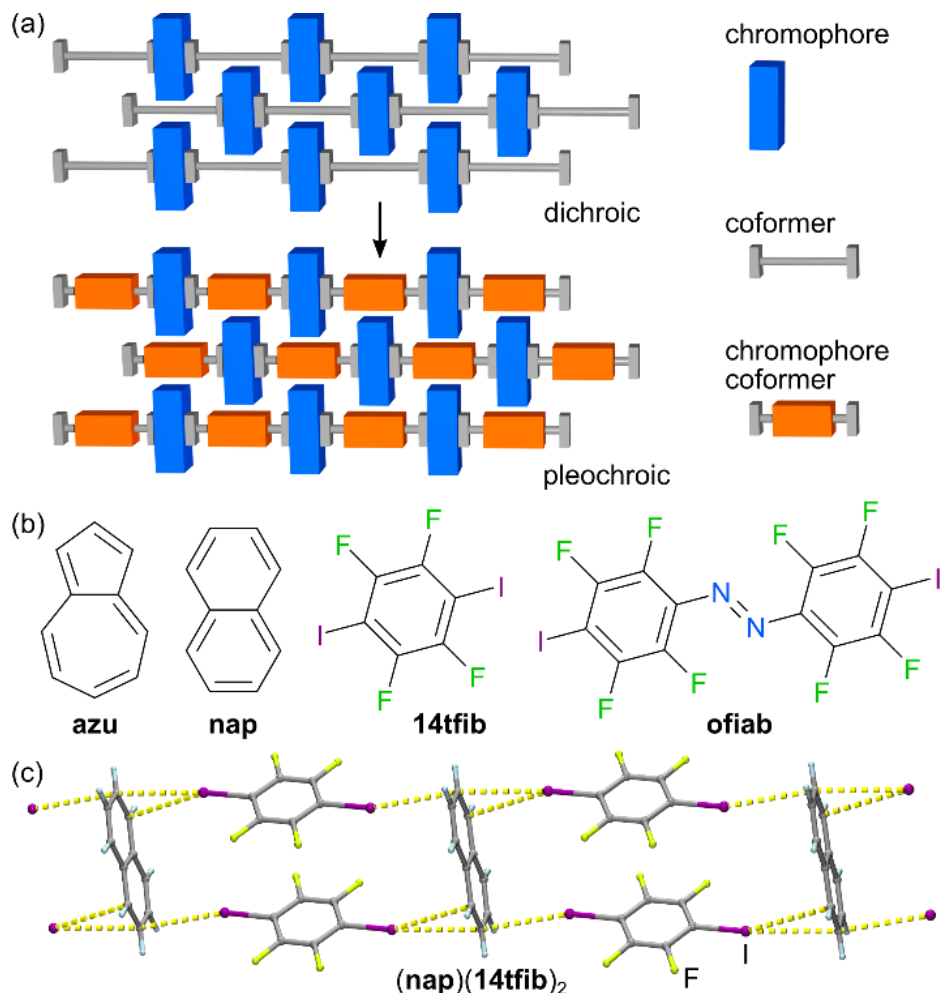 (a)
chromophore
dichroic
coformer
chromophore
coformer
pleochroic
(b)
F
F
I
I
F
F
F
F
N
N
F
F
I
I
F
F
F
F
azu
nap
14tfib
ofiab
(c)
F
I
(nap)(14tfib)2